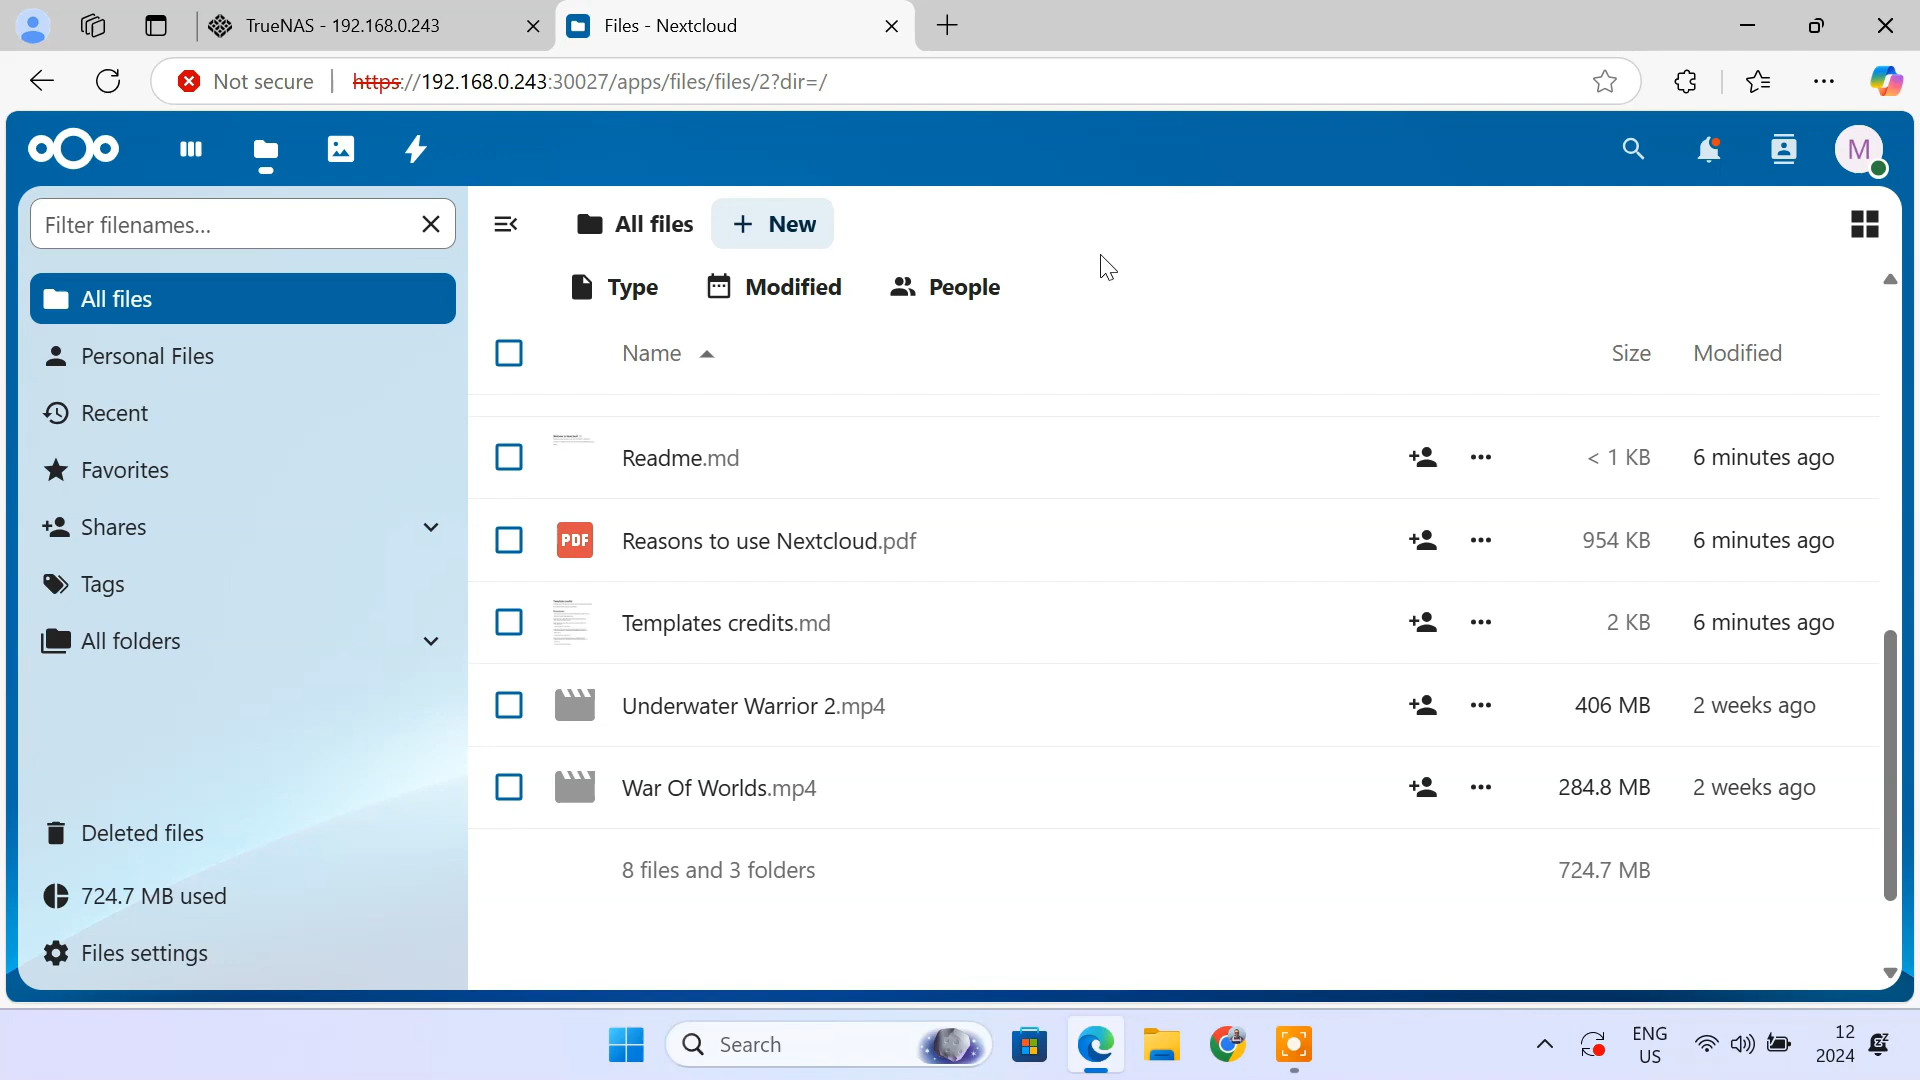 TrueNAS - 192.168.0.243
Files - Nextcloud
Not secure https://192.168.0.243:30027/apps/files/files/2?dir=/
M
Filter filenames...
All files
New
Type
Modified
People
All files
Personal Files
Recent
Favorites
Shares
Tags
All folders
Deleted files
724.7 MB used
Files settings
Name Size Modified
Readme.md < 1 KB 6 minutes ago
PDF Reasons to use Nextcloud.pdf 954 KB 6 minutes ago
Templates credits.md 2 KB 6 minutes ago
Underwater Warrior 2.mp4 406 MB 2 weeks ago
War Of Worlds.mp4 284.8 MB 2 weeks ago
8 files and 3 folders 724.7 MB
Search
ENG
US
12
2024